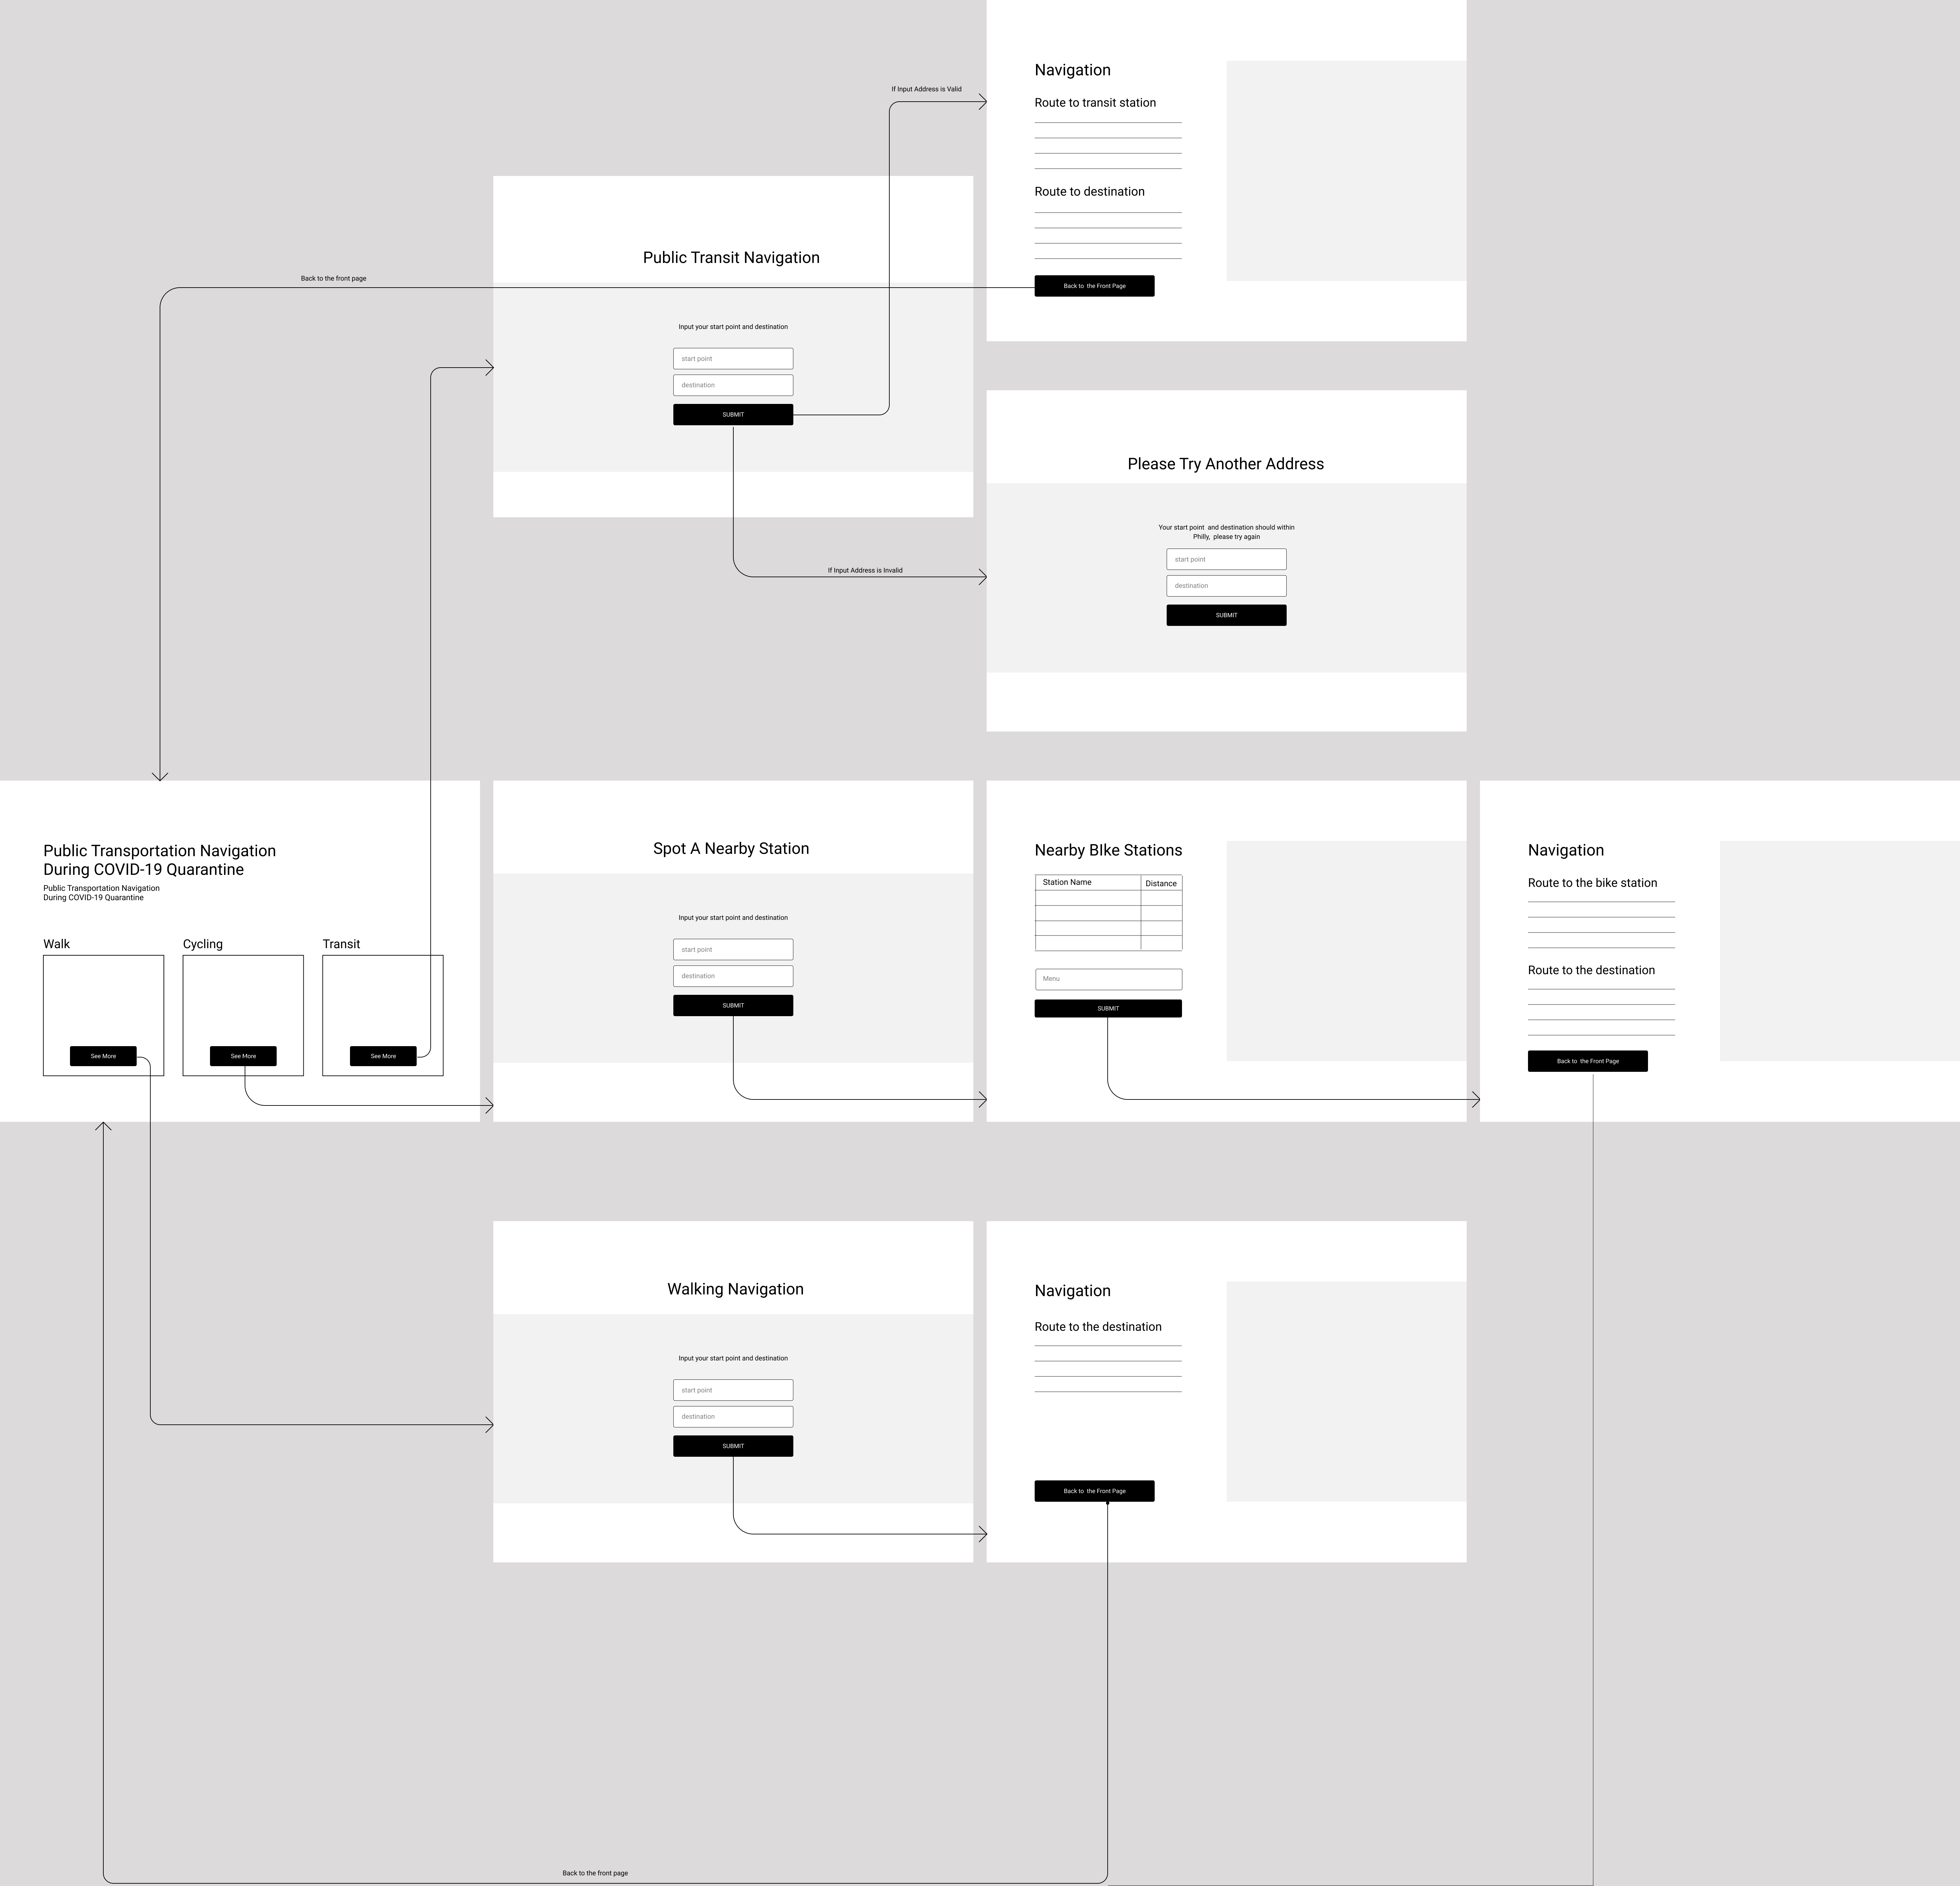 If Input Address is Valid
Navigation
Route to transit station
Route to destination
Back to the Front Page
Public Transit Navigation
Back to the front page
Input your start point and destination
start point
destination
SUBMIT
If Input Address is Invalid
Please Try Another Address
Your start point and destination should within
Philly, please try again
start point
destination
SUBMIT
Public Transportation Navigation
During COVID-19 Quarantine
Public Transportation Navigation
During COVID-19 Quarantine
Walk
Cycling
Transit
See More
See More
See More
Spot A Nearby Station
Input your start point and destination
start point
destination
SUBMIT
Nearby BIke Stations
Station Name
Distance
Menu
SUBMIT
Navigation
Route to the bike station
Route to the destination
Back to the Front Page
Walking Navigation
Input your start point and destination
start point
destination
SUBMIT
Navigation
Route to the destination
Back to the Front Page
Back to the front page